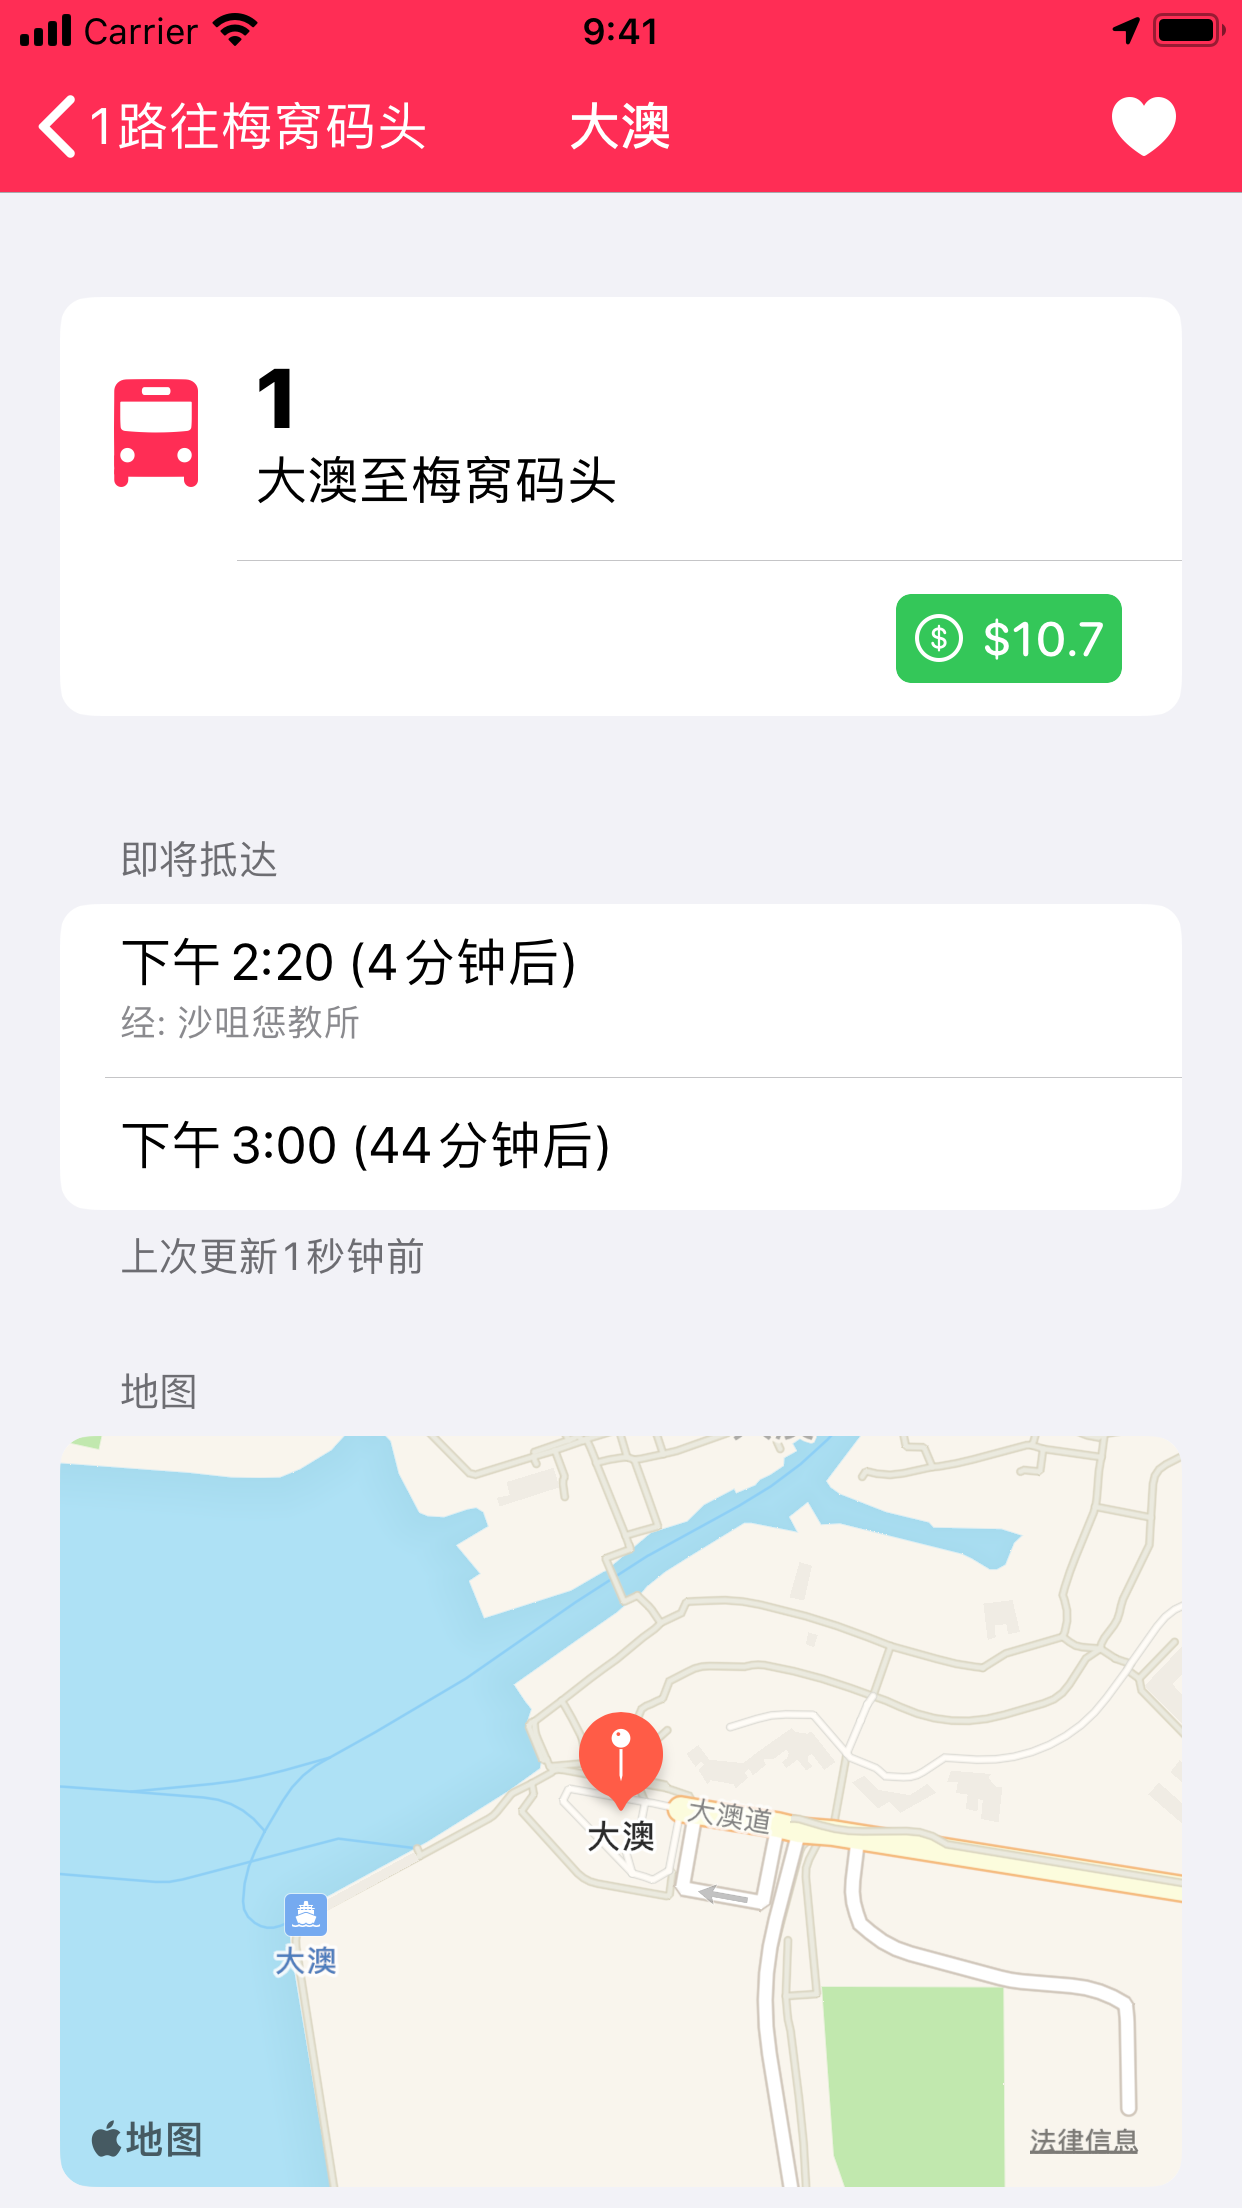 Carrier 9:41
1路往梅窝码头 大澳
1
大澳至梅窝码头
$ $10.7
即将抵达
下午2:20 (4分钟后)
经: 沙咀惩教所
下午3:00 (44分钟后)
上次更新1秒钟前
地图
大澳道
大澳
大澳
地图
法律信息